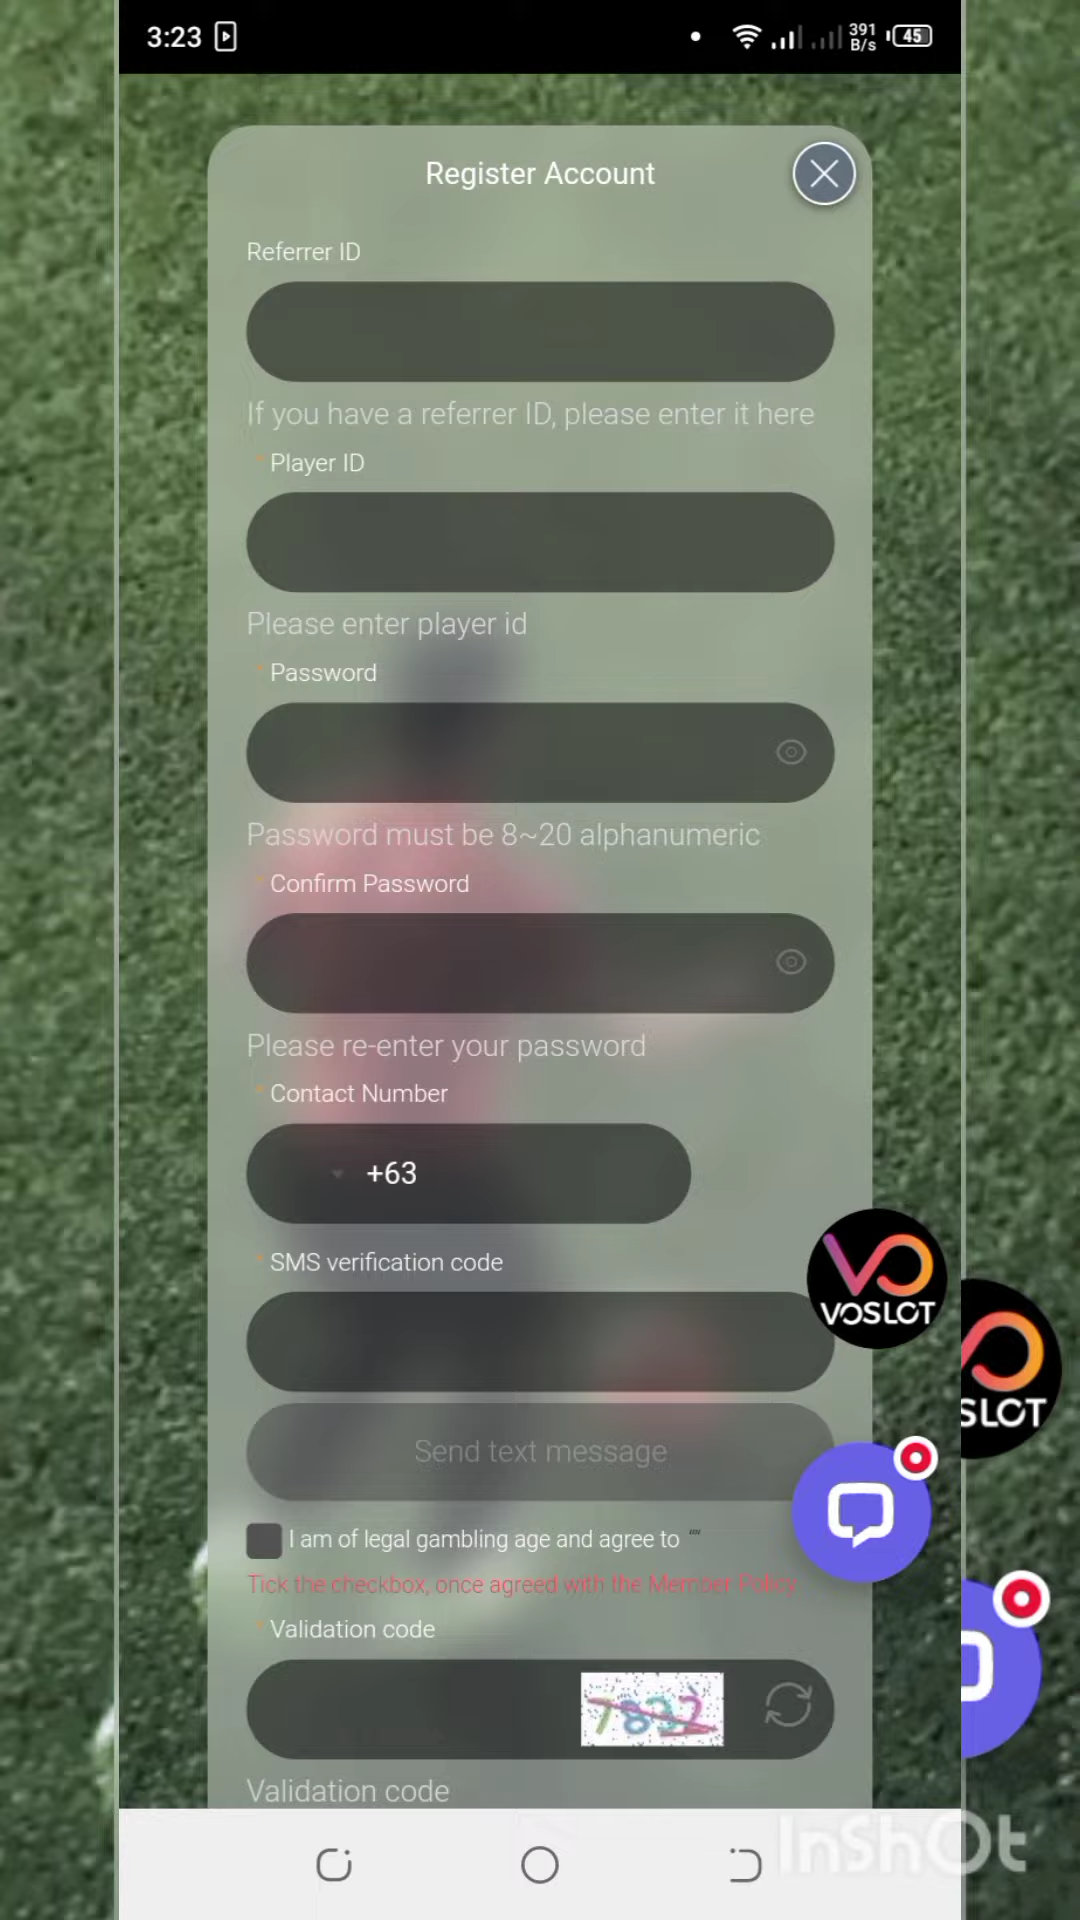 3:23
391
B/s
45
Register Account
Referrer ID
If you have a referrer ID, please enter it here
* Player ID
Please enter player id
* Password
Password must be 8~20 alphanumeric
* Confirm Password
Please re-enter your password
* Contact Number
+63
* SMS verification code
VOSLOT
SLOT
Send text message
I am of legal gambling age and agree to ""
Tick the checkbox, once agreed with the Member Policy
* Validation code
7832
Validation code
InShOt